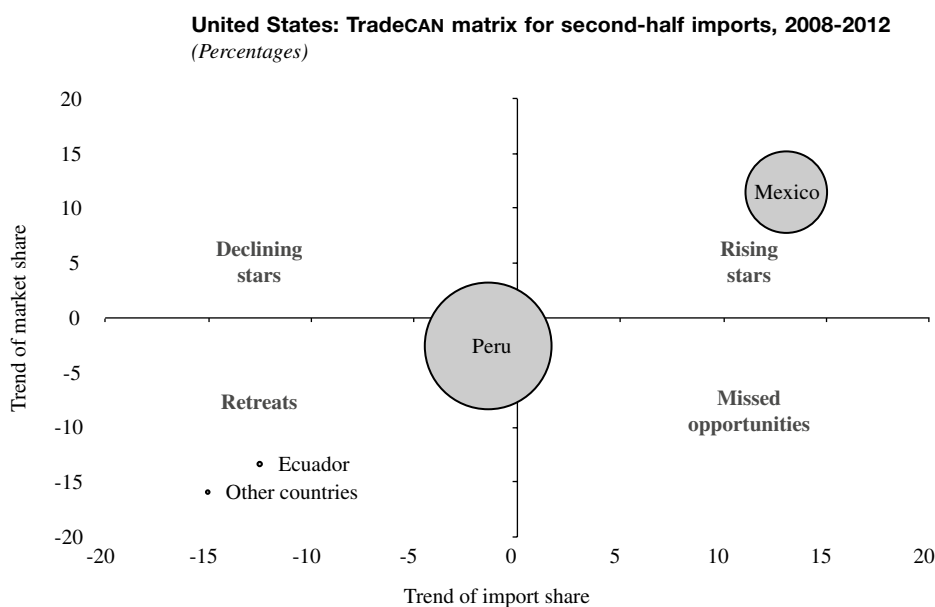 United States: TradeCAN matrix for second-half imports, 2008-2012
(Percentages)
20
15
10
5
0
-5
-10
-15
-20
Trend of market share
Mexico
Declining
stars
Rising
stars
Peru
Retreats
Missed
opportunities
Ecuador
Other countries
-20
-15
-10
-5
0
5
10
15
20
Trend of import share